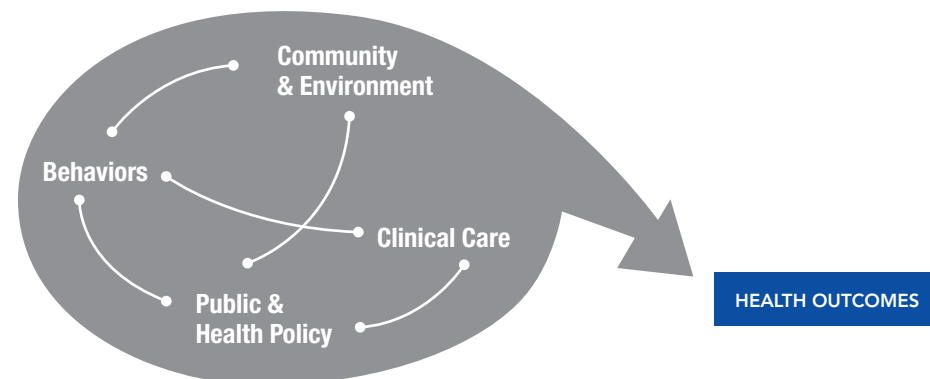 Community
& Environment
Behaviors
Clinical Care
Public &
Health Policy
HEALTH OUTCOMES